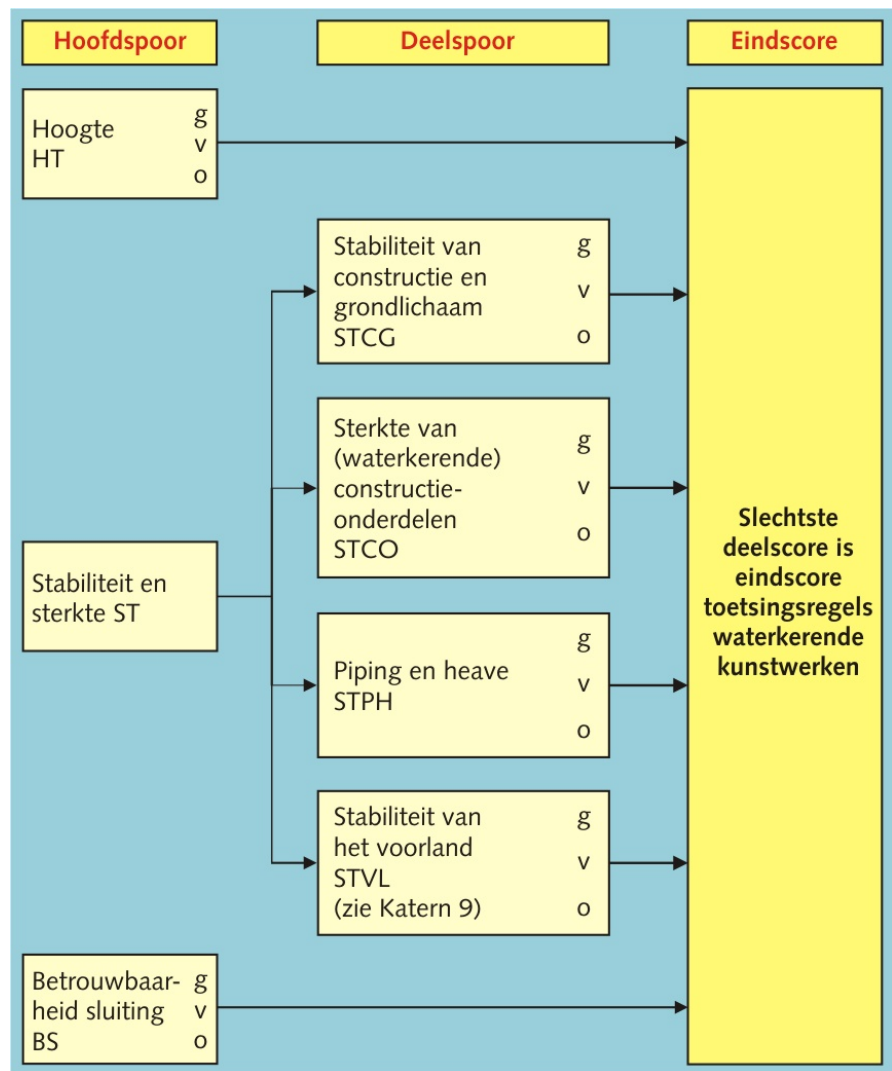 Hoofdspoor
Deelspoor
Eindscore
Hoogte
HT
g
v
o
Stabiliteit van
constructie en
grondlichaam
STCG
g
v
o
Sterkte van
(waterkerende)
constructie-
onderdelen
STCO
g
v
o
Stabiliteit en
sterkte ST
Piping en heave
STPH
g
v
o
Stabiliteit van
het voorland
STVL
(zie Katern 9)
g
v
o
Betrouwbaar-
heid sluiting
BS
g
v
o
Slechtste
deelscore is
eindscore
toetsingsregels
waterkerende
kunstwerken